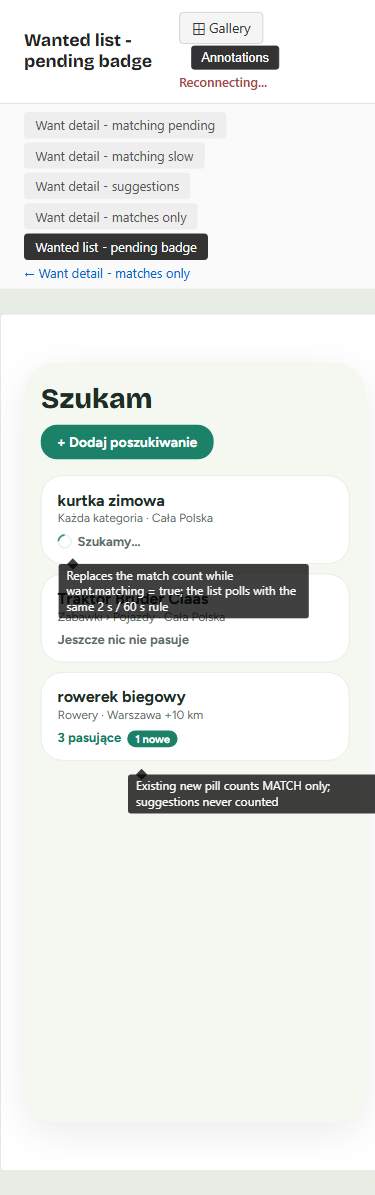 Wanted list -
pending badge
Gallery
Annotations
Reconnecting...
Want detail - matching pending
Want detail - matching slow
Want detail - suggestions
Want detail - matches only
Wanted list - pending badge
← Want detail - matches only
Szukam
+ Dodaj poszukiwanie
kurtka zimowa
Każda kategoria · Cała Polska
Szukamy...
Replaces the match count while
want.matching = true; the list polls with the
same 2 s / 60 s rule
Traktor Bruder Claas
Zabawki › Pojazdy · Cała Polska
Jeszcze nic nie pasuje
rowerek biegowy
Rowery · Warszawa +10 km
3 pasujące 1 nowe
Existing new pill counts MATCH only;
suggestions never counted